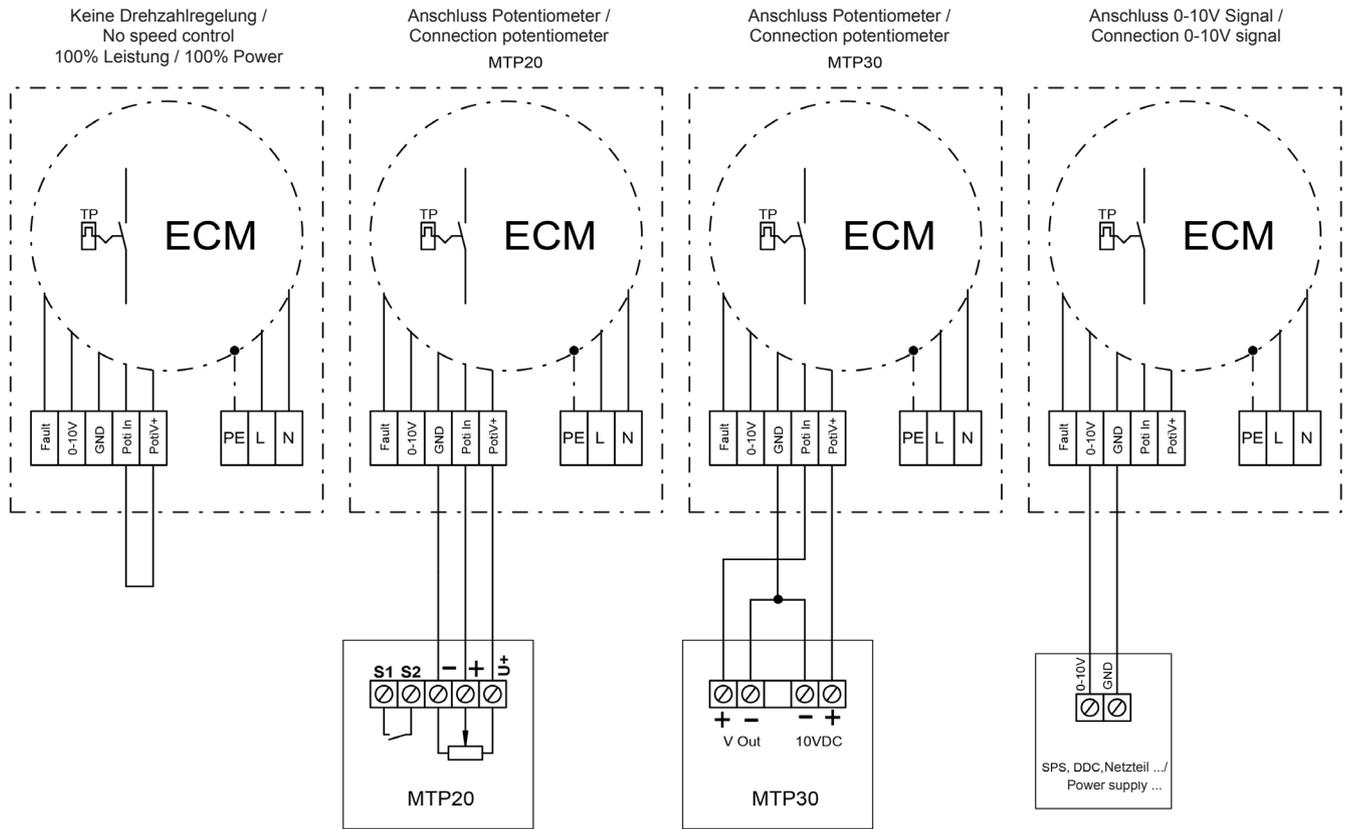 Keine Drehzahlregelung /
No speed control
100% Leistung / 100% Power
TP
ECM
Fault
0-10V
GND
Poti In
PotiV+
PE
L
N
Anschluss Potentiometer /
Connection potentiometer
MTP20
TP
ECM
Fault
0-10V
GND
Poti In
PotiV+
PE
L
N
S1
S2
−
+
U+
MTP20
Anschluss Potentiometer /
Connection potentiometer
MTP30
TP
ECM
Fault
0-10V
GND
Poti In
PotiV+
PE
L
N
+
−
−
+
V Out
10VDC
MTP30
Anschluss 0-10V Signal /
Connection 0-10V signal
TP
ECM
Fault
0-10V
GND
Poti In
PotiV+
PE
L
N
0-10V
GND
SPS, DDC,Netzteil .../
Power supply ...